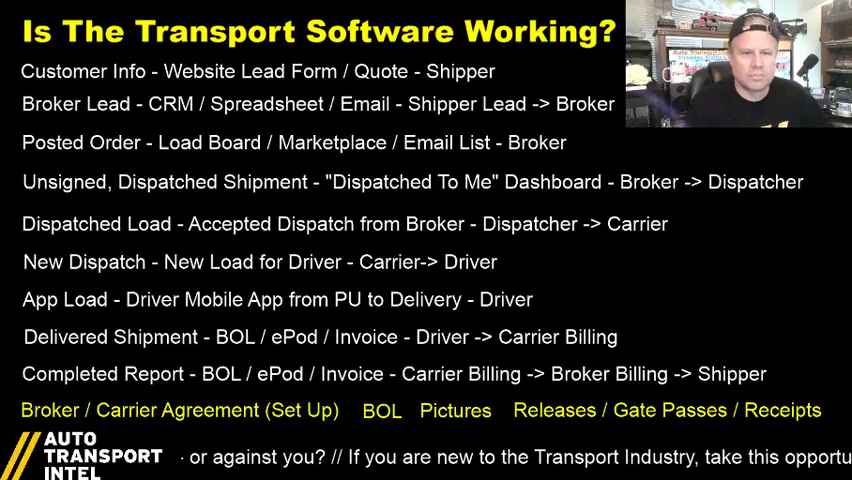 Is The Transport Software Working?
Customer Info - Website Lead Form / Quote - Shipper
Broker Lead - CRM / Spreadsheet / Email - Shipper Lead -> Broker
Posted Order - Load Board / Marketplace / Email List - Broker
Unsigned, Dispatched Shipment - "Dispatched To Me" Dashboard - Broker -> Dispatcher
Dispatched Load - Accepted Dispatch from Broker - Dispatcher -> Carrier
New Dispatch - New Load for Driver - Carrier-> Driver
App Load - Driver Mobile App from PU to Delivery - Driver
Delivered Shipment - BOL / ePod / Invoice - Driver -> Carrier Billing
Completed Report - BOL / ePod / Invoice - Carrier Billing -> Broker Billing -> Shipper
Broker / Carrier Agreement (Set Up) BOL Pictures Releases / Gate Passes / Receipts
AUTO
TRANSPORT
INTEL
· or against you? // If you are new to the Transport Industry, take this opportu